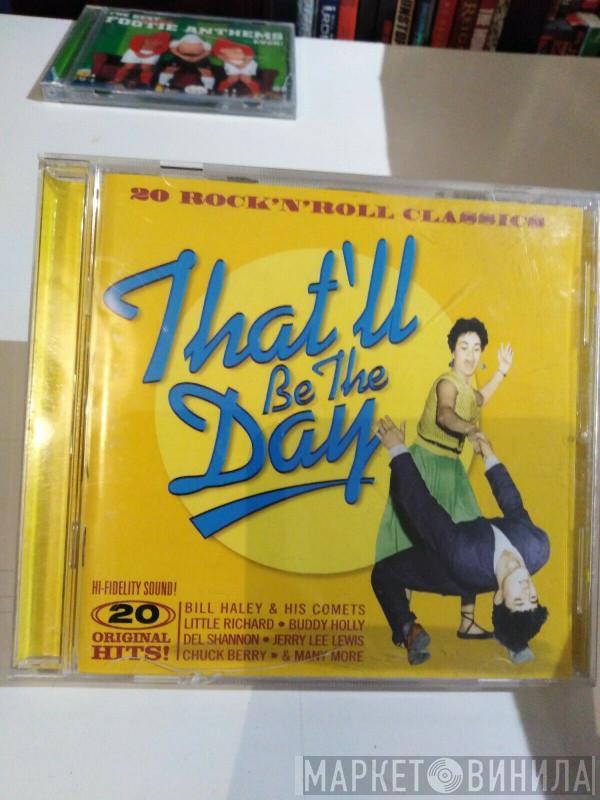 THE BEST
FOOTIE ANTHEMS
EVER!
20 ROCK'N'ROLL CLASSICS
That'll
Be The
Day
HI-FIDELITY SOUND!
20
ORIGINAL
HITS!
BILL HALEY & HIS COMETS
LITTLE RICHARD • BUDDY HOLLY
DEL SHANNON • JERRY LEE LEWIS
CHUCK BERRY • & MANY MORE
МАРКЕТ ВИНИЛА